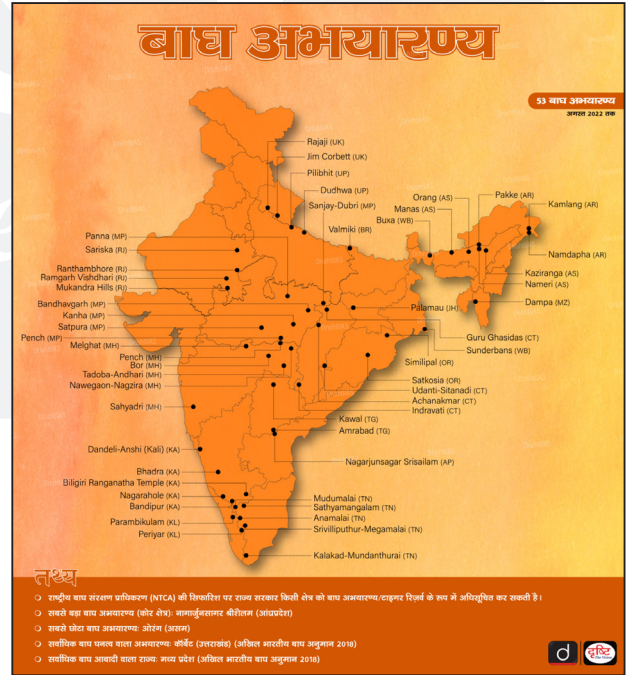 बाघ अभयारण्य
53 बाघ अभयारण्य
अगस्त 2022 तक
Rajaji (UK)
Jim Corbett (UK)
Pilibhit (UP)
Dudhwa (UP)
Sanjay-Dubri (MP)
Valmiki (BR)
Orang (AS)
Manas (AS)
Buxa (WB)
Pakke (AR)
Kamlang (AR)
Namdapha (AR)
Kaziranga (AS)
Nameri (AS)
Dampa (MZ)
Panna (MP)
Sariska (RJ)
Ranthambhore (RJ)
Ramgarh Vishdhari (RJ)
Mukandra Hills (RJ)
Bandhavgarh (MP)
Kanha (MP)
Satpura (MP)
Pench (MP)
Melghat (MH)
Pench (MH)
Bor (MH)
Tadoba-Andhari (MH)
Nawegaon-Nagzira (MH)
Sahyadri (MH)
Palamau (JH)
Guru Ghasidas (CT)
Sunderbans (WB)
Similipal (OR)
Satkosia (OR)
Udanti-Sitanadi (CT)
Achanakmar (CT)
Indravati (CT)
Kawal (TG)
Amrabad (TG)
Nagarjunsagar Srisailam (AP)
Dandeli-Anshi (Kali) (KA)
Bhadra (KA)
Biligiri Ranganatha Temple (KA)
Nagarahole (KA)
Bandipur (KA)
Parambikulam (KL)
Periyar (KL)
Mudumalai (TN)
Sathyamangalam (TN)
Anamalai (TN)
Srivilliputhur-Megamalai (TN)
Kalakad-Mundanthurai (TN)
तथ्य
राष्ट्रीय बाघ संरक्षण प्राधिकरण (NTCA) की सिफारिश पर राज्य सरकार किसी क्षेत्र को बाघ अभयारण्य/टाइगर रिज़र्व के रूप में अधिसूचित कर सकती है।
सबसे बड़ा बाघ अभयारण्य (कोर क्षेत्र): नागार्जुनसागर श्रीशैलम (आंध्रप्रदेश)
सबसे छोटा बाघ अभयारण्यः ओरंग (असम)
सर्वाधिक बाघ घनत्व वाला अभयारण्यः कॉर्बेट (उत्तराखंड) (अखिल भारतीय बाघ अनुमान 2018)
सर्वाधिक बाघ आबादी वाला राज्यः मध्य प्रदेश (अखिल भारतीय बाघ अनुमान 2018)
d
दृष्टि